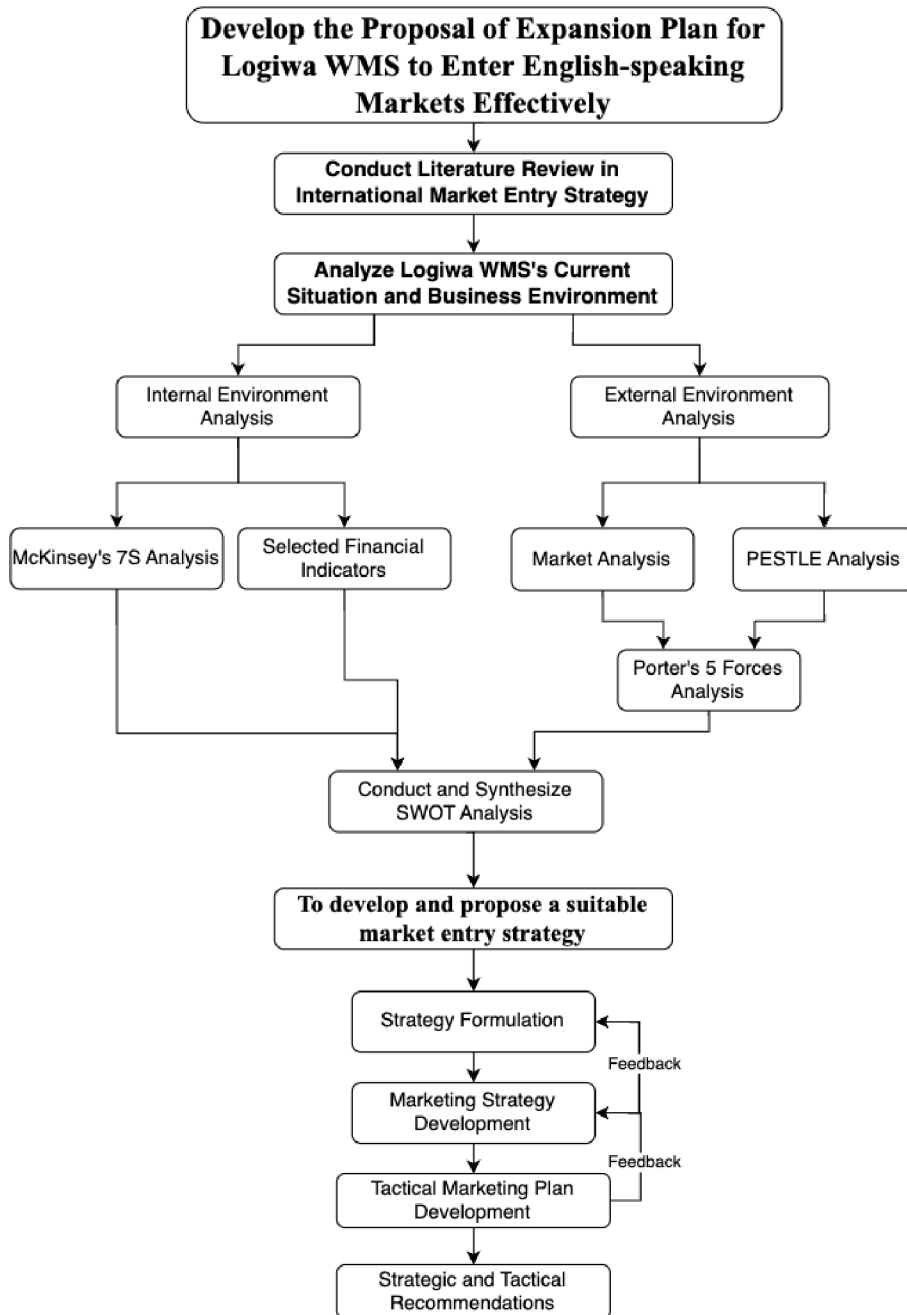 Develop the Proposal of Expansion Plan for
Logiwa WMS to Enter English-speaking
Markets Effectively
Conduct Literature Review in
International Market Entry Strategy
Analyze Logiwa WMS's Current
Situation and Business Environment
Internal Environment
Analysis
External Environment
Analysis
McKinsey's 7S Analysis
Selected Financial
Indicators
Market Analysis
PESTLE Analysis
Porter's 5 Forces
Analysis
Conduct and Synthesize
SWOT Analysis
To develop and propose a suitable
market entry strategy
Strategy Formulation
Feedback
Marketing Strategy
Development
Feedback
Tactical Marketing Plan
Development
Strategic and Tactical
Recommendations